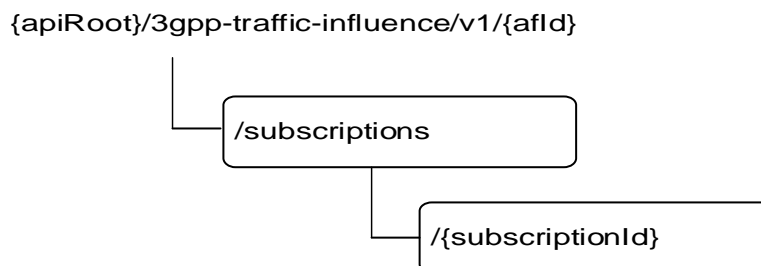 {apiRoot}/3gpp-traffic-influence/v1/{afId}
/subscriptions
/{subscriptionId}